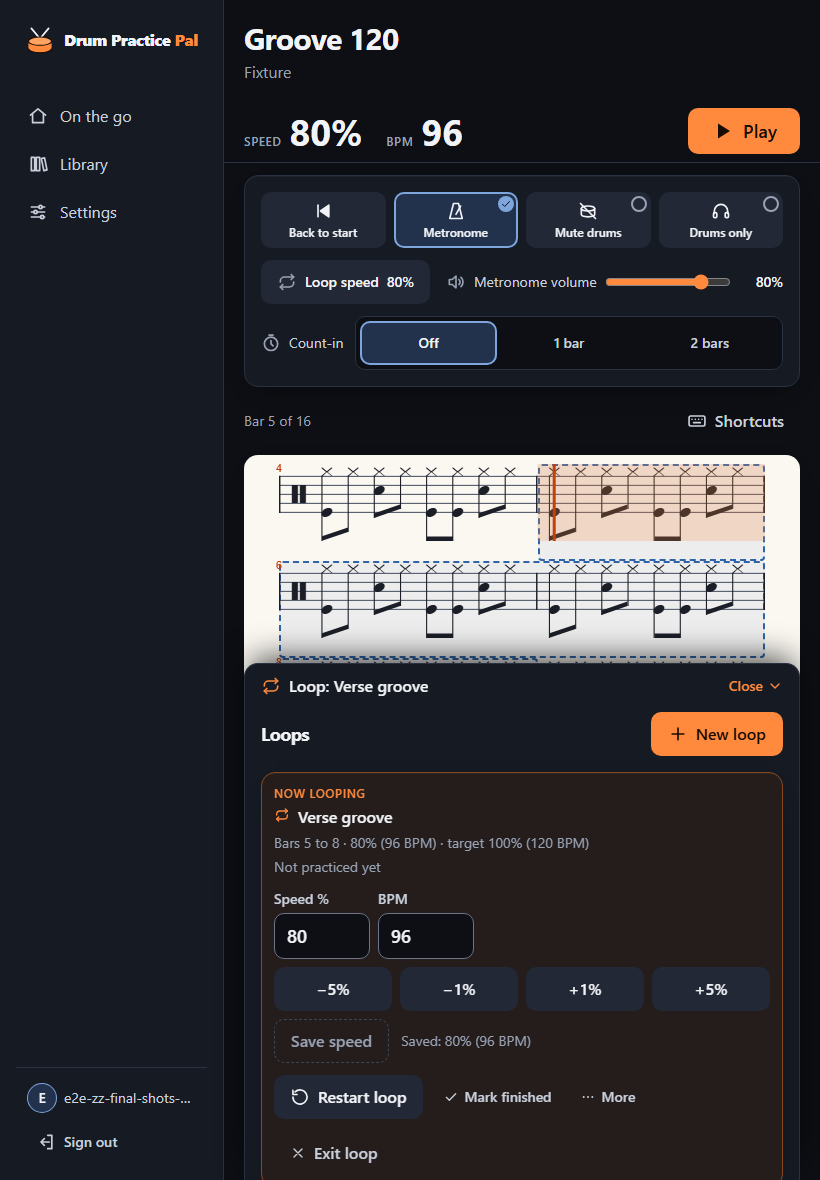 Drum Practice Pal
On the go
Library
Settings
E
e2e-zz-final-shots-...
Sign out
Groove 120
Fixture
SPEED 80% BPM 96
Play
Back to start
Metronome
Mute drums
Drums only
Loop speed 80%
Metronome volume
80%
Count-in
Off
1 bar
2 bars
Bar 5 of 16
Shortcuts
4
6
Loop: Verse groove
Close
Loops
New loop
NOW LOOPING
Verse groove
Bars 5 to 8 · 80% (96 BPM) · target 100% (120 BPM)
Not practiced yet
Speed %
BPM
80
96
−5%
−1%
+1%
+5%
Save speed
Saved: 80% (96 BPM)
Restart loop
Mark finished
More
Exit loop